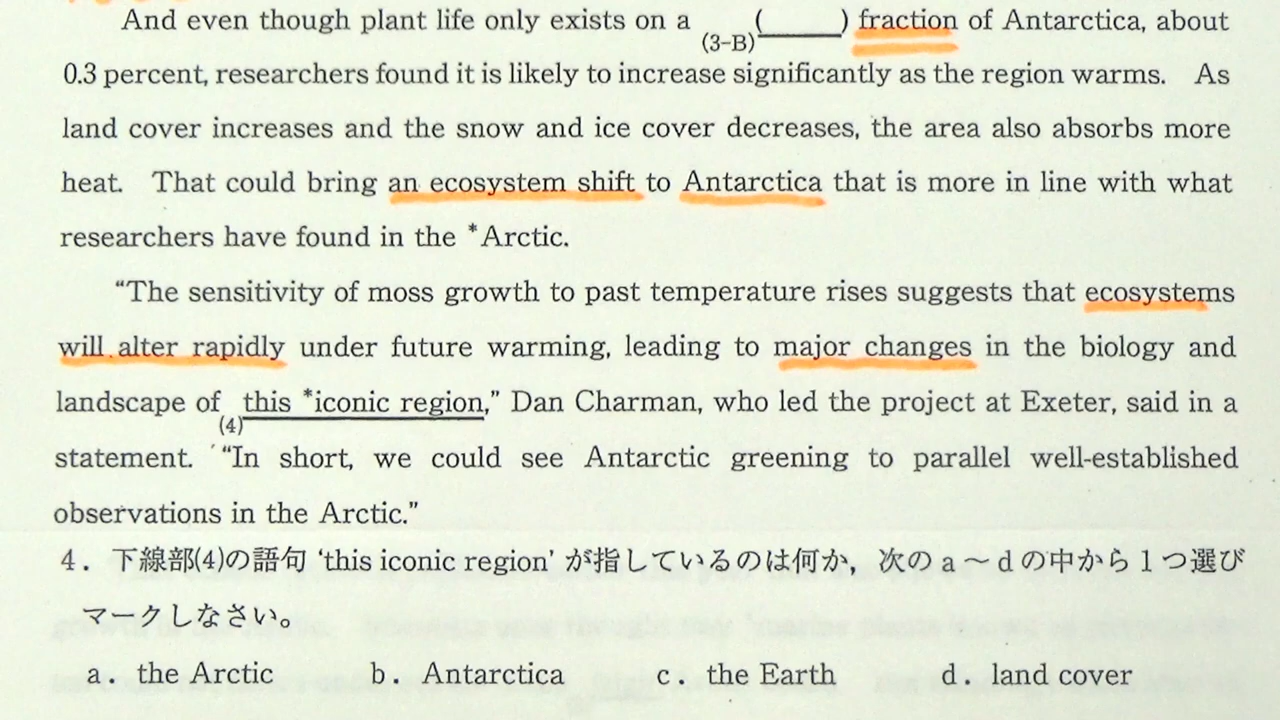 And even though plant life only exists on a (3-B)(　　) fraction of Antarctica, about
0.3 percent, researchers found it is likely to increase significantly as the region warms. As
land cover increases and the snow and ice cover decreases, the area also absorbs more
heat. That could bring an ecosystem shift to Antarctica that is more in line with what
researchers have found in the *Arctic.
“The sensitivity of moss growth to past temperature rises suggests that ecosystems
will alter rapidly under future warming, leading to major changes in the biology and
landscape of (4)this *iconic region,” Dan Charman, who led the project at Exeter, said in a
statement. “In short, we could see Antarctic greening to parallel well-established
observations in the Arctic.”
4．下線部(4)の語句 ‘this iconic region’ が指しているのは何か，次の a ～ d の中から 1 つ選び
マークしなさい。
a． the Arctic b． Antarctica c． the Earth d． land cover